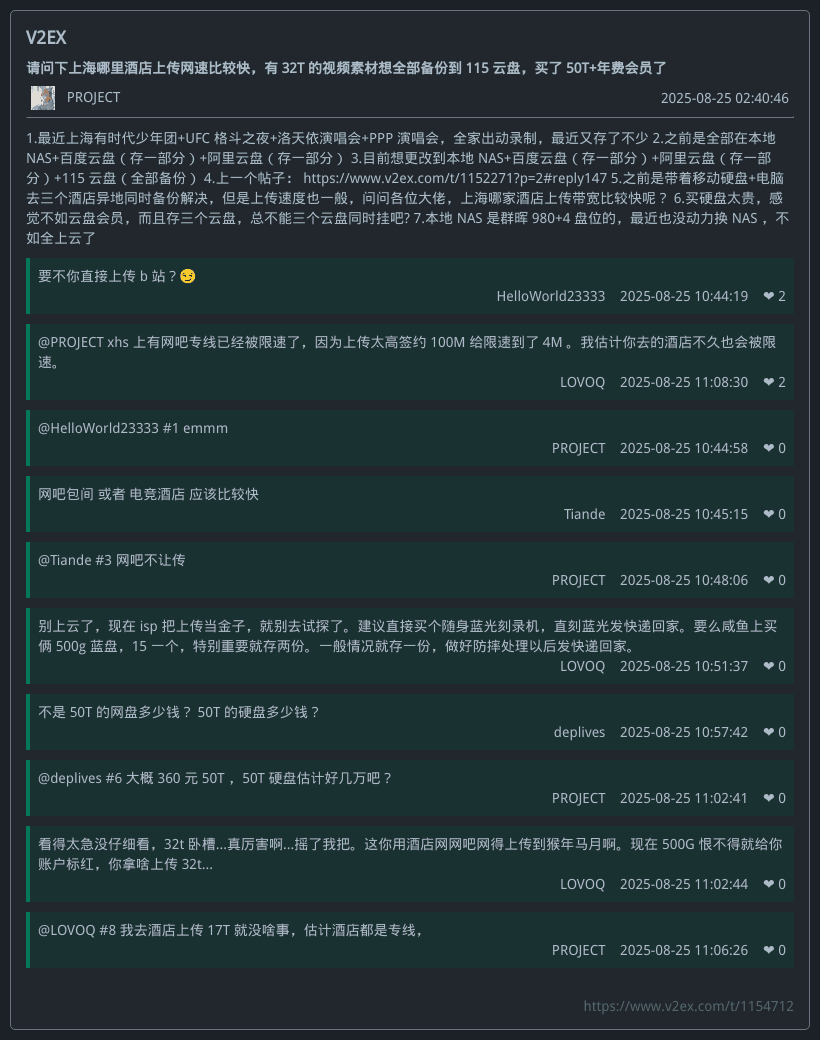 V2EX
请问下上海哪里酒店上传网速比较快，有 32T 的视频素材想全部备份到 115 云盘，买了 50T+年费会员了
PROJECT 2025-08-25 02:40:46
1.最近上海有时代少年团+UFC 格斗之夜+洛天依演唱会+PPP 演唱会，全家出动录制，最近又存了不少 2.之前是全部在本地
NAS+百度云盘（存一部分）+阿里云盘（存一部分） 3.目前想更改到本地 NAS+百度云盘（存一部分）+阿里云盘（存一部
分）+115 云盘（全部备份） 4.上一个帖子： https://www.v2ex.com/t/1152271?p=2#reply147 5.之前是带着移动硬盘+电脑
去三个酒店异地同时备份解决，但是上传速度也一般，问问各位大佬，上海哪家酒店上传带宽比较快呢？ 6.买硬盘太贵，感
觉不如云盘会员，而且存三个云盘，总不能三个云盘同时挂吧? 7.本地 NAS 是群晖 980+4 盘位的，最近也没动力换 NAS ，不
如全上云了
要不你直接上传 b 站？😏
HelloWorld23333 2025-08-25 10:44:19 ❤ 2
@PROJECT xhs 上有网吧专线已经被限速了，因为上传太高签约 100M 给限速到了 4M 。我估计你去的酒店不久也会被限
速。
LOVOQ 2025-08-25 11:08:30 ❤ 2
@HelloWorld23333 #1 emmm
PROJECT 2025-08-25 10:44:58 ❤ 0
网吧包间 或者 电竞酒店 应该比较快
Tiande 2025-08-25 10:45:15 ❤ 0
@Tiande #3 网吧不让传
PROJECT 2025-08-25 10:48:06 ❤ 0
别上云了，现在 isp 把上传当金子，就别去试探了。建议直接买个随身蓝光刻录机，直刻蓝光发快递回家。要么咸鱼上买
俩 500g 蓝盘，15 一个，特别重要就存两份。一般情况就存一份，做好防摔处理以后发快递回家。
LOVOQ 2025-08-25 10:51:37 ❤ 0
不是 50T 的网盘多少钱？ 50T 的硬盘多少钱？
deplives 2025-08-25 10:57:42 ❤ 0
@deplives #6 大概 360 元 50T ，50T 硬盘估计好几万吧？
PROJECT 2025-08-25 11:02:41 ❤ 0
看得太急没仔细看，32t 卧槽...真厉害啊...摇了我把。这你用酒店网网吧网得上传到猴年马月啊。现在 500G 恨不得就给你
账户标红，你拿啥上传 32t...
LOVOQ 2025-08-25 11:02:44 ❤ 0
@LOVOQ #8 我去酒店上传 17T 就没啥事，估计酒店都是专线，
PROJECT 2025-08-25 11:06:26 ❤ 0
https://www.v2ex.com/t/1154712